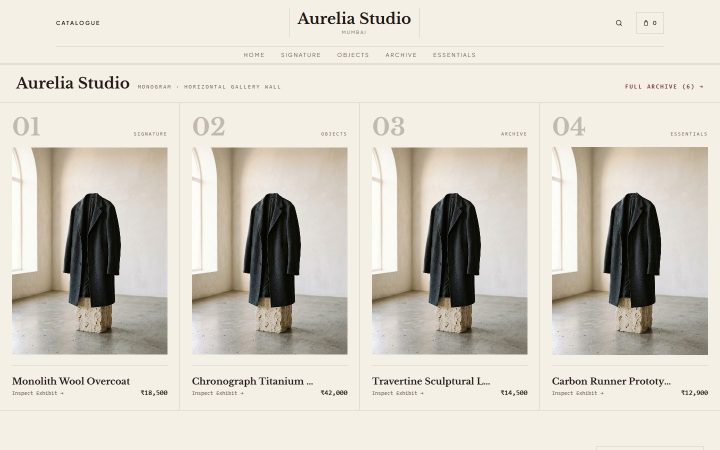 CATALOGUE
Aurelia Studio
MUMBAI
0
HOME SIGNATURE OBJECTS ARCHIVE ESSENTIALS
Aurelia Studio MONOGRAM · HORIZONTAL GALLERY WALL FULL ARCHIVE (6) →
01 SIGNATURE
02 OBJECTS
03 ARCHIVE
04 ESSENTIALS
Monolith Wool Overcoat
Inspect Exhibit → ₹18,500
Chronograph Titanium ...
Inspect Exhibit → ₹42,000
Travertine Sculptural L...
Inspect Exhibit → ₹14,500
Carbon Runner Prototy...
Inspect Exhibit → ₹12,900